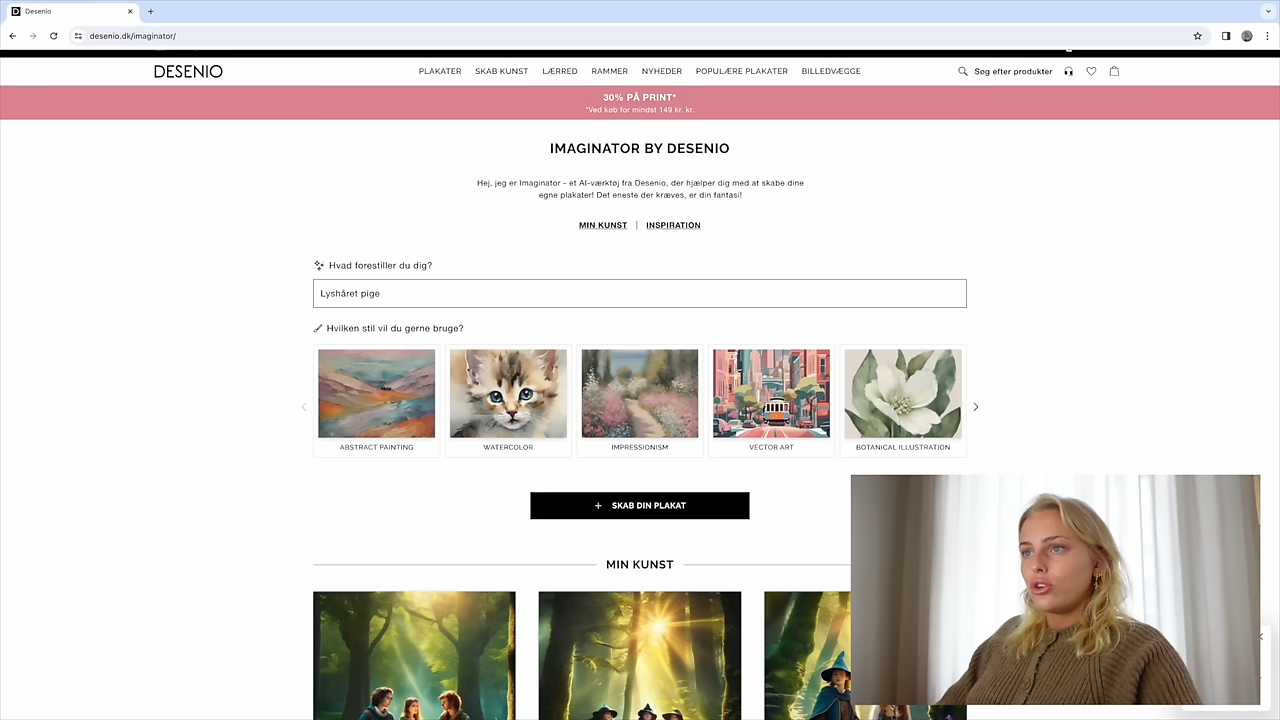 Desenio
desenio.dk/imaginator/
DESENIO
PLAKATER
SKAB KUNST
LÆRRED
RAMMER
NYHEDER
POPULÆRE PLAKATER
BILLEDVÆGGE
Søg efter produkter
30% PÅ PRINT*
*Ved køb for mindst 149 kr. kr.
IMAGINATOR BY DESENIO
Hej, jeg er Imaginator - et AI-værktøj fra Desenio, der hjælper dig med at skabe dine
egne plakater! Det eneste der kræves, er din fantasi!
MIN KUNST | INSPIRATION
Hvad forestiller du dig?
Lyshåret pige
Hvilken stil vil du gerne bruge?
ABSTRACT PAINTING
WATERCOLOR
IMPRESSIONISM
VECTOR ART
BOTANICAL ILLUSTRATION
+ SKAB DIN PLAKAT
MIN KUNST